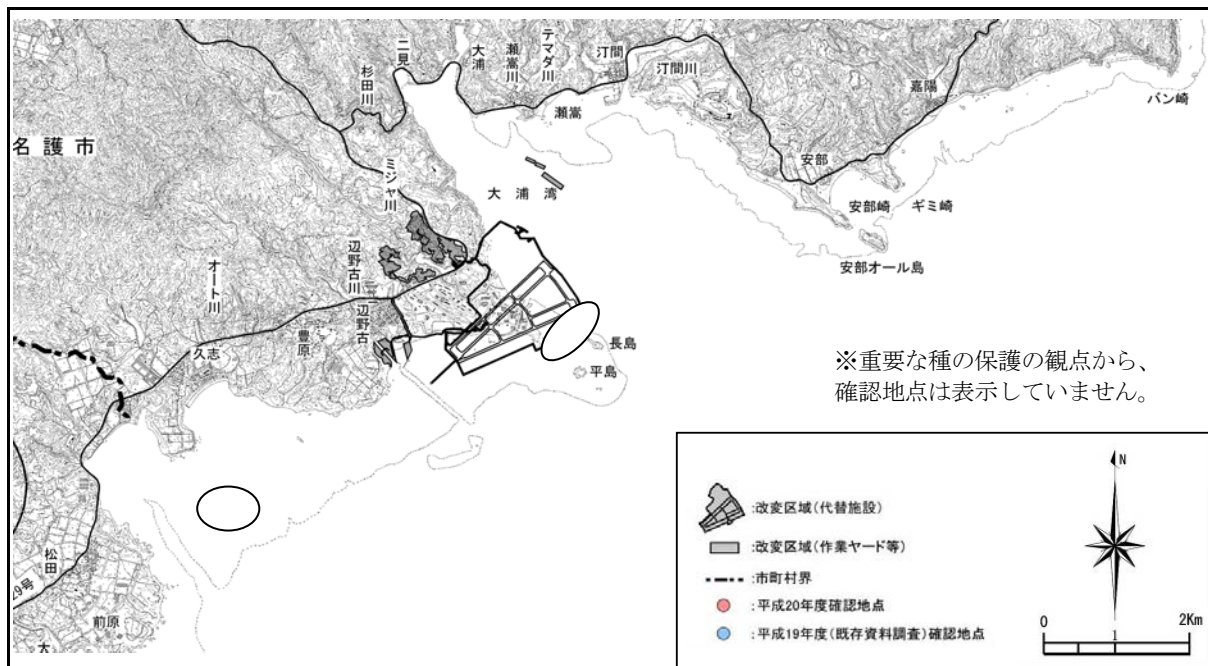 名護市
二見
杉田川
大浦
瀬嵩川
テマダ川
汀間
汀間川
瀬嵩
嘉陽
バン崎
安部
安部崎
ギミ崎
安部オール島
大浦湾
ミジャ川
辺野古川
辺野古
オート川
豊原
久志
長島
平島
松田
前原
※重要な種の保護の観点から、
確認地点は表示していません。
:改変区域(代替施設)
:改変区域(作業ヤード等)
:市町村界
:平成20年度確認地点
:平成19年度(既存資料調査)確認地点
N
0 1 2Km